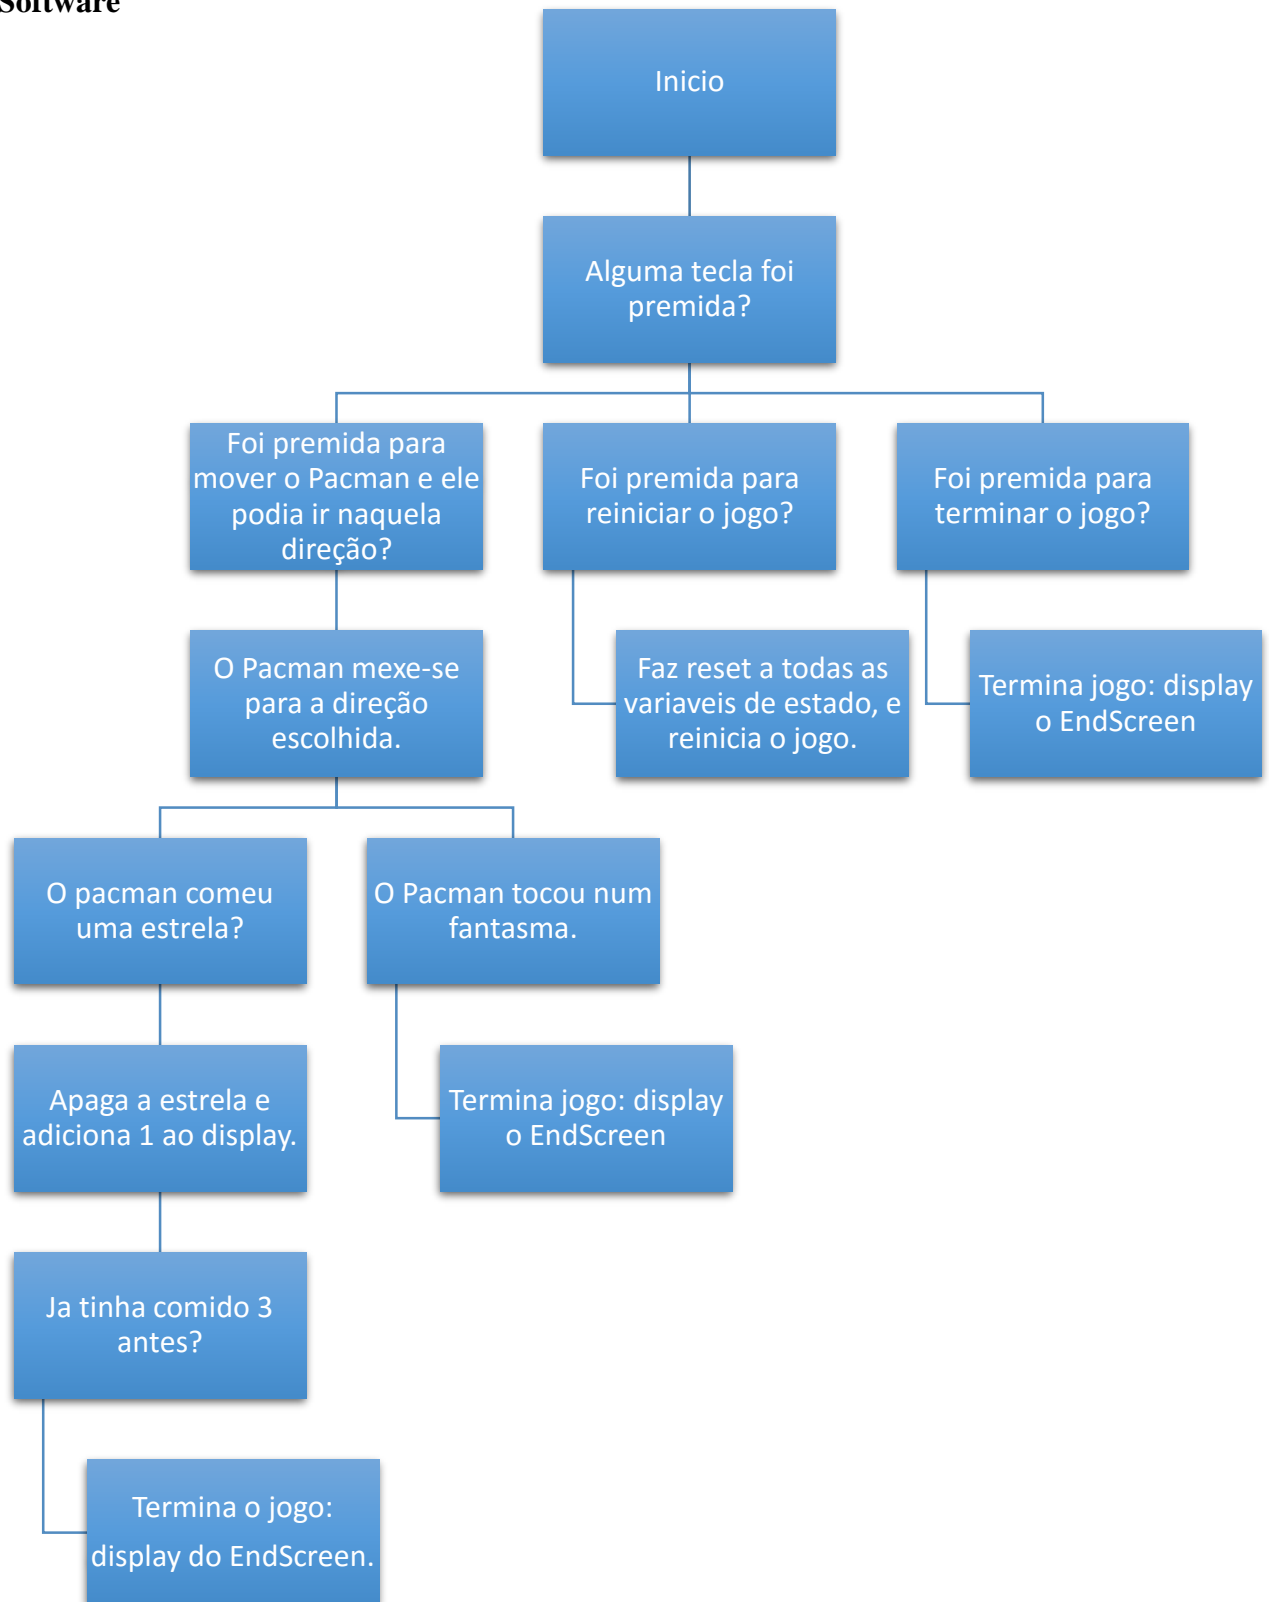 Software
Inicio
Alguma tecla foi
premida?
Foi premida para
mover o Pacman e ele
podia ir naquela
direção?
Foi premida para
reiniciar o jogo?
Foi premida para
terminar o jogo?
O Pacman mexe-se
para a direção
escolhida.
Faz reset a todas as
variaveis de estado, e
reinicia o jogo.
Termina jogo: display
o EndScreen
O pacman comeu
uma estrela?
O Pacman tocou num
fantasma.
Apaga a estrela e
adiciona 1 ao display.
Termina jogo: display
o EndScreen
Ja tinha comido 3
antes?
Termina o jogo:
display do EndScreen.